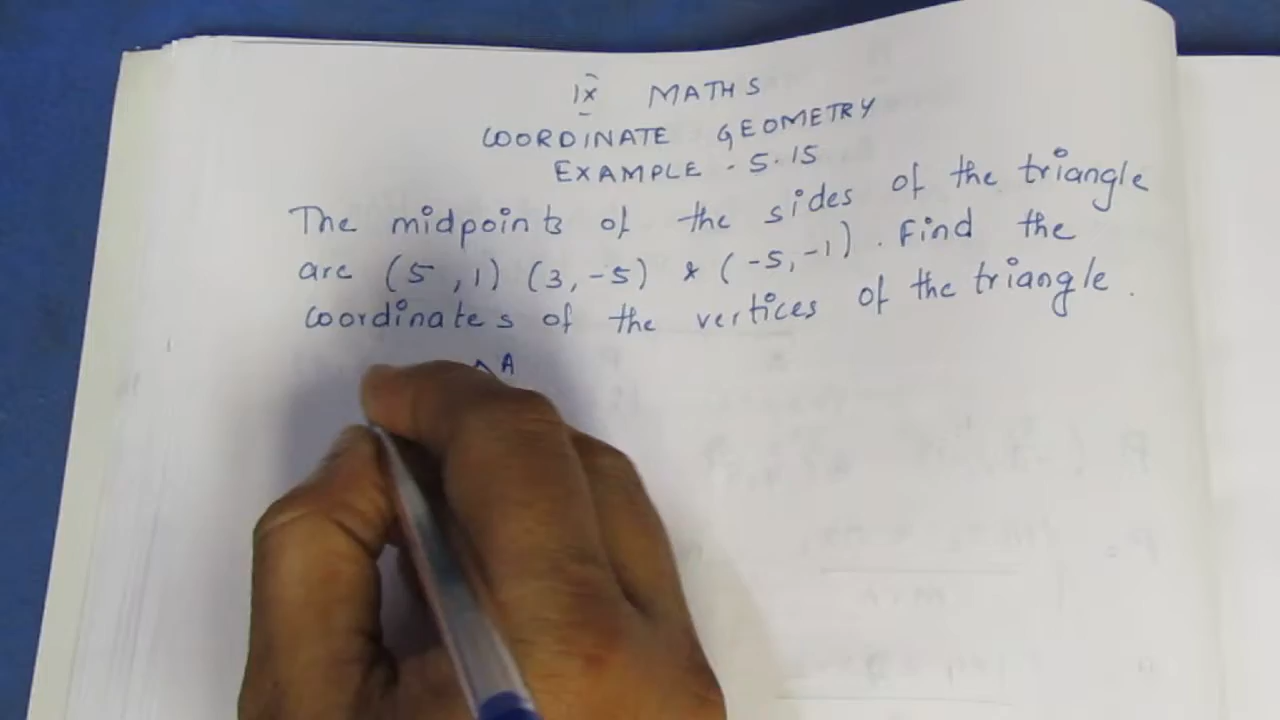 IX MATHS
COORDINATE GEOMETRY
EXAMPLE - 5.15
The midpoints of the sides of the triangle
are (5,1) (3,-5) & (-5,-1). Find the
coordinates of the vertices of the triangle.
A